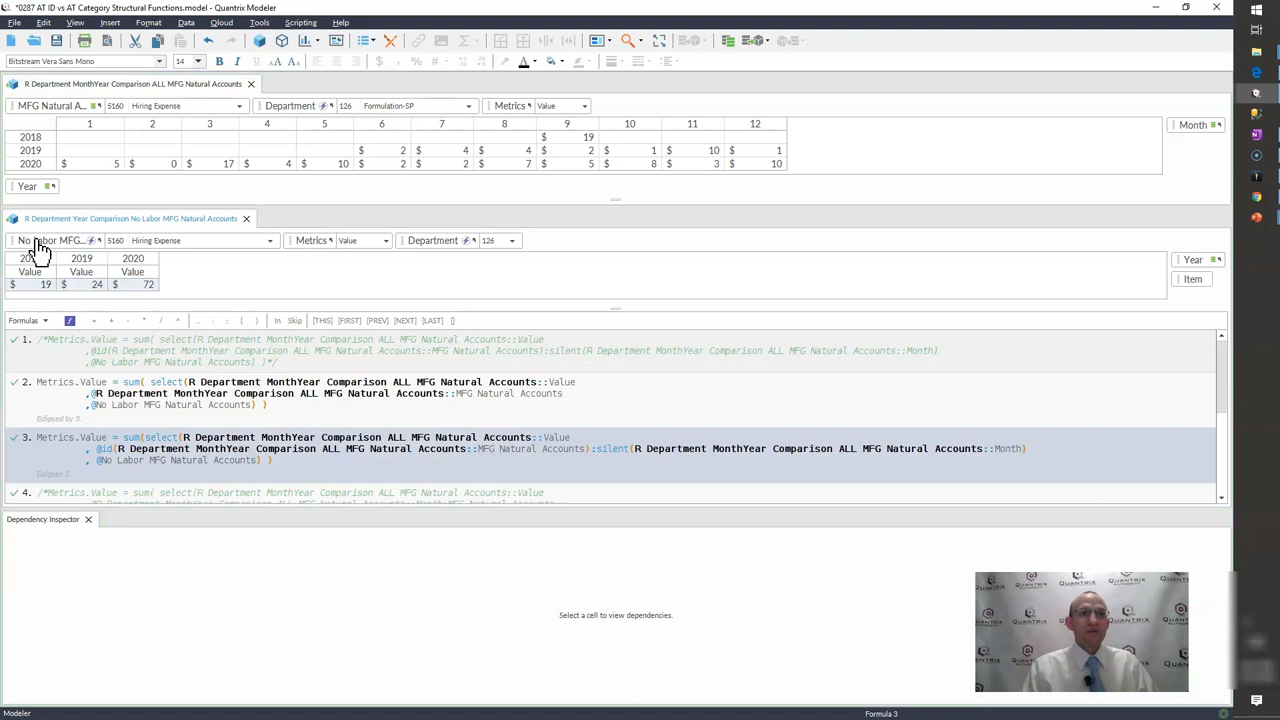 *0287 AT ID vs AT Category Structural Functions.model - Quantrix Modeler
File Edit View Insert Format Data Qloud Tools Scripting Help
Bitstream Vera Sans Mono 14 B I U
R Department MonthYear Comparison ALL MFG Natural Accounts
MFG Natural A... 5160 Hiring Expense Department 126 Formulation-SP Metrics Value
1 2 3 4 5 6 7 8 9 10 11 12 Month
2018 $ 19
2019 $ 2 $ 4 $ 4 $ 2 $ 1 $ 10 $ 1
2020 $ 5 $ 0 $ 17 $ 4 $ 10 $ 2 $ 2 $ 7 $ 5 $ 8 $ 3 $ 10
Year
R Department Year Comparison No Labor MFG Natural Accounts
No Labor MFG... 5160 Hiring Expense Metrics Value Department 126
2019 2020 Year
Value Value Value Item
$ 19 $ 24 $ 72
Formulas = + - * / ^ .. : :: ( ) In Skip [THIS] [FIRST] [PREV] [NEXT] [LAST] []
1. /*Metrics.Value = sum( select(R Department MonthYear Comparison ALL MFG Natural Accounts::Value
,@id(R Department MonthYear Comparison ALL MFG Natural Accounts::MFG Natural Accounts):silent(R Department MonthYear Comparison ALL MFG Natural Accounts::Month)
,@No Labor MFG Natural Accounts) )*/
2. Metrics.Value = sum( select(R Department MonthYear Comparison ALL MFG Natural Accounts::Value
,@R Department MonthYear Comparison ALL MFG Natural Accounts::MFG Natural Accounts
,@No Labor MFG Natural Accounts) )
Eclipsed by 3.
3. Metrics.Value = sum(select(R Department MonthYear Comparison ALL MFG Natural Accounts::Value
, @id(R Department MonthYear Comparison ALL MFG Natural Accounts::MFG Natural Accounts):silent(R Department MonthYear Comparison ALL MFG Natural Accounts::Month)
, @No Labor MFG Natural Accounts) )
Eclipses 2.
4. /*Metrics.Value = sum( select(R Department MonthYear Comparison ALL MFG Natural Accounts::Value
Dependency Inspector
Select a cell to view dependencies.
QUANTRIX
Modeler Formula 3